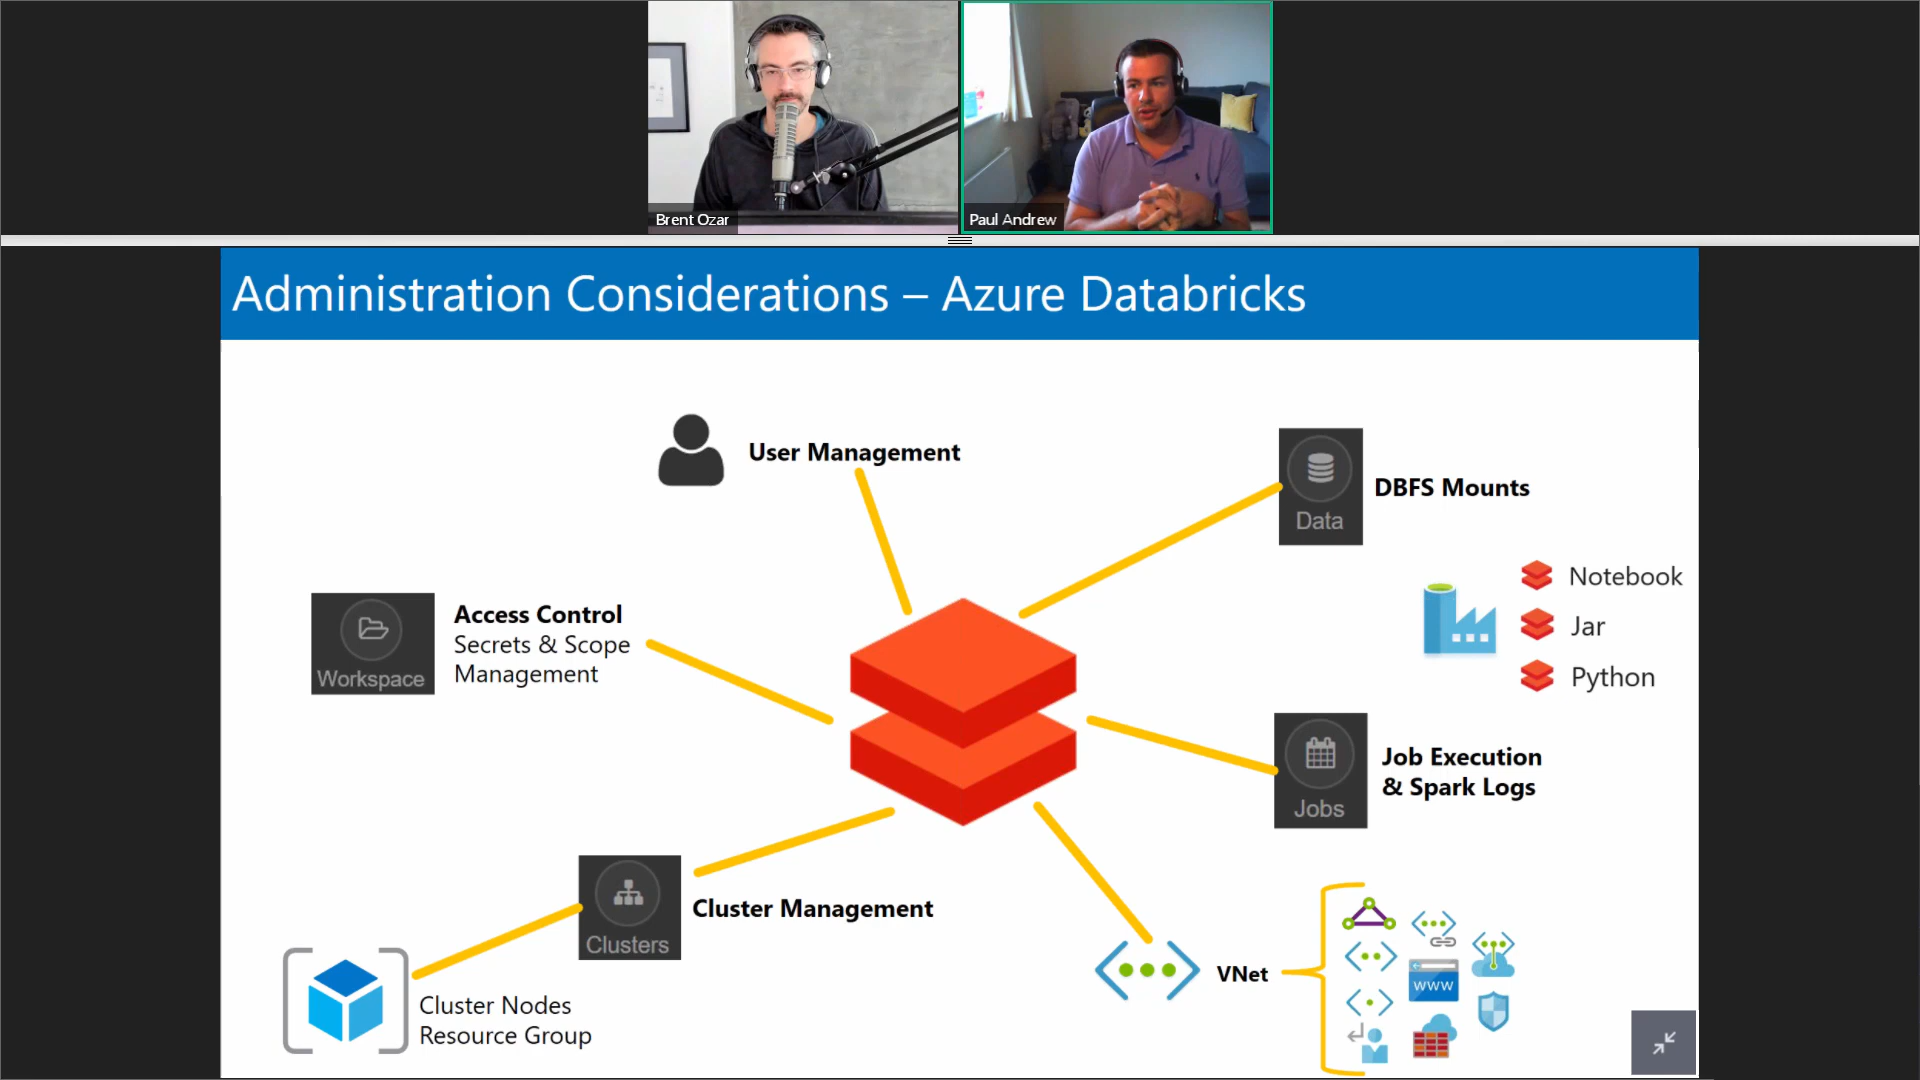 Brent Ozar
Paul Andrew
Administration Considerations – Azure Databricks
User Management
Data
DBFS Mounts
Notebook
Jar
Python
Workspace
Access Control
Secrets & Scope
Management
Jobs
Job Execution
& Spark Logs
Clusters
Cluster Management
VNet
www
Cluster Nodes
Resource Group